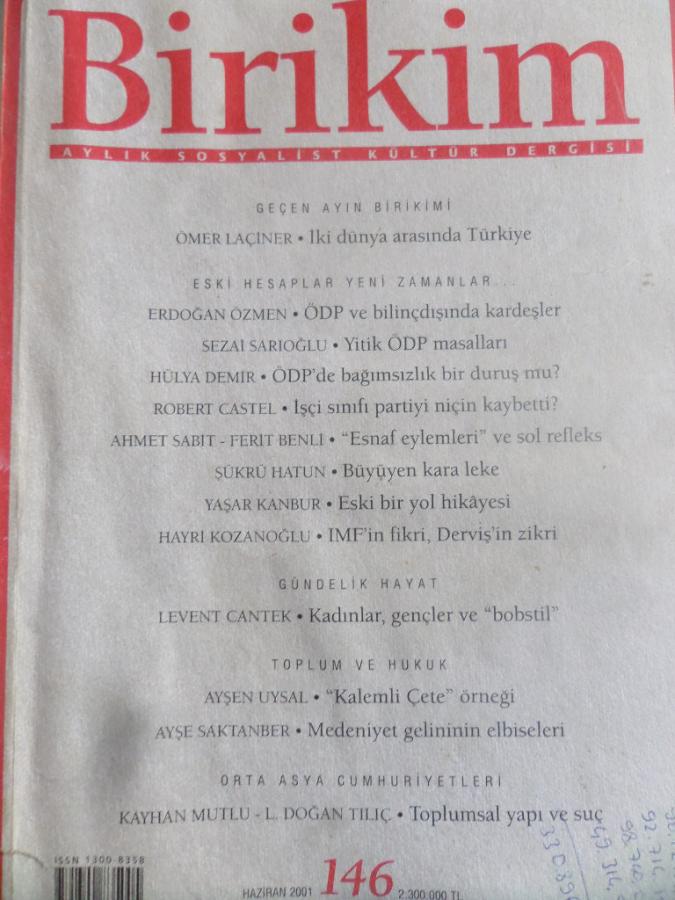 Birikim
AYLIK SOSYALİST KÜLTÜR DERGİSİ
GEÇEN AYIN BİRİKİMİ
ÖMER LAÇİNER • İki dünya arasında Türkiye
ESKİ HESAPLAR YENİ ZAMANLAR...
ERDOĞAN ÖZMEN • ÖDP ve bilinçdışında kardeşler
SEZAİ SARIOĞLU • Yitik ÖDP masalları
HÜLYA DEMİR • ÖDP'de bağımsızlık bir duruş mu?
ROBERT CASTEL • İşçi sınıfı partiyi niçin kaybetti?
AHMET SABİT - FERİT BENLİ • "Esnaf eylemleri" ve sol refleks
ŞÜKRÜ HATUN • Büyüyen kara leke
YAŞAR KANBUR • Eski bir yol hikâyesi
HAYRİ KOZANOĞLU • IMF'in fikri, Derviş'in zikri
GÜNDELİK HAYAT
LEVENT CANTEK • Kadınlar, gençler ve "bobstil"
TOPLUM VE HUKUK
AYŞEN UYSAL • "Kalemli Çete" örneği
AYŞE SAKTANBER • Medeniyet gelininin elbiseleri
ORTA ASYA CUMHURİYETLERİ
KAYHAN MUTLU - L. DOĞAN TILIÇ • Toplumsal yapı ve suç
ISSN 1300-8358
HAZİRAN 2001 146 2.300.000 TL